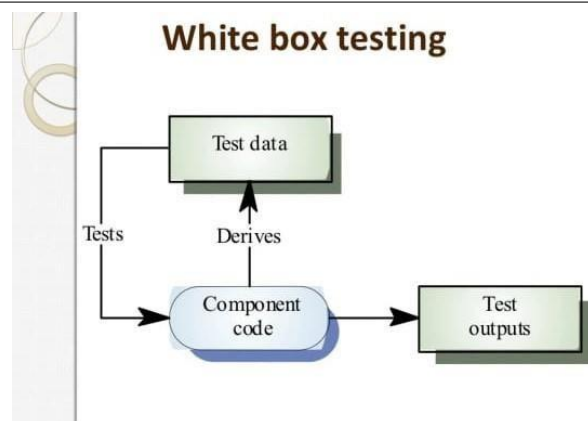 White box testing
Test data
Tests
Derives
Component
code
Test
outputs